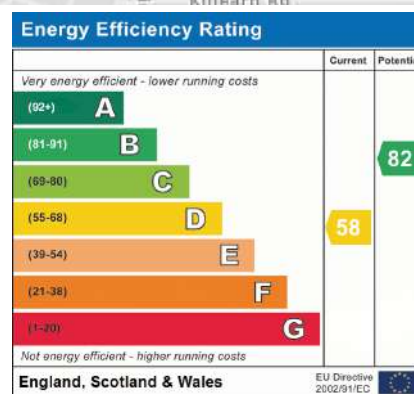 Energy Efficiency Rating
Current Potentia
Very energy efficient - lower running costs
(92+) A
(81-91) B
82
(69-80) C
(55-68) D
58
(39-54) E
(21-38) F
(1-20) G
Not energy efficient - higher running costs
England, Scotland & Wales
EU Directive
2002/91/EC